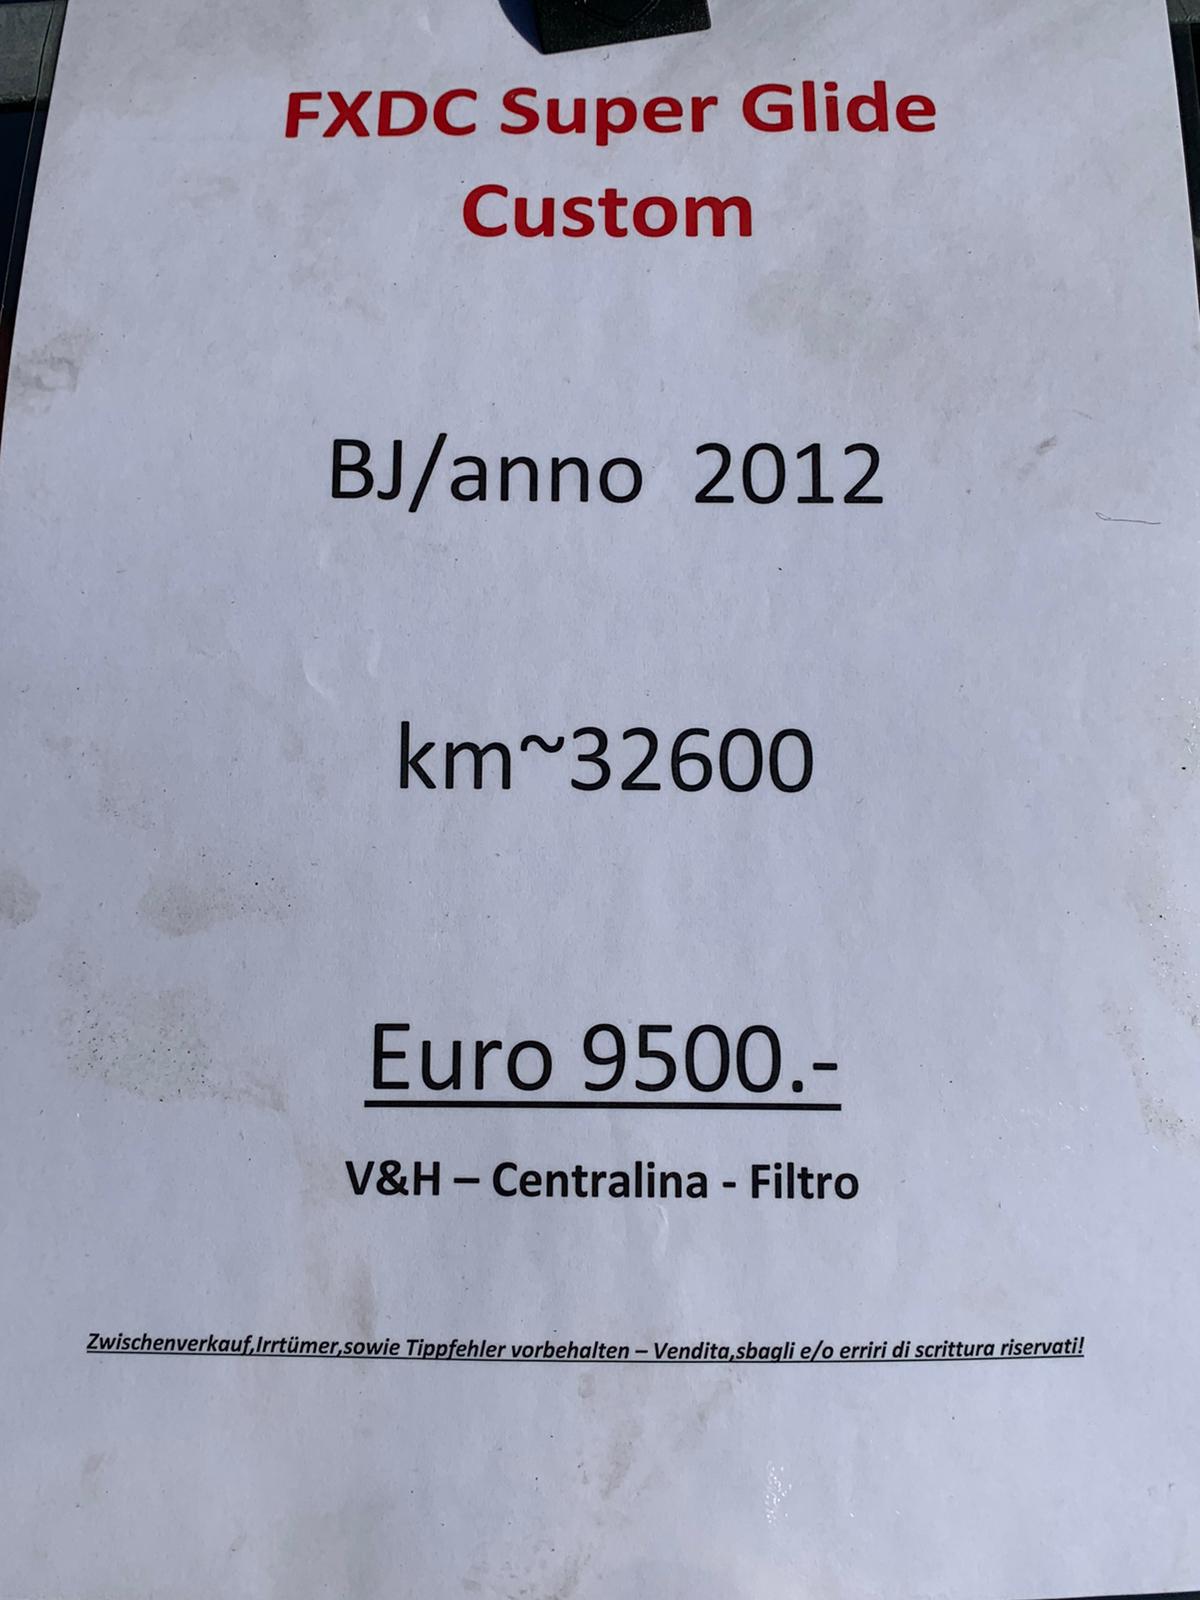 FXDC Super Glide
Custom
BJ/anno 2012
km~32600
Euro 9500.-
V&H – Centralina - Filtro
Zwischenverkauf,Irrtümer,sowie Tippfehler vorbehalten – Vendita,sbagli e/o erriri di scrittura riservati!